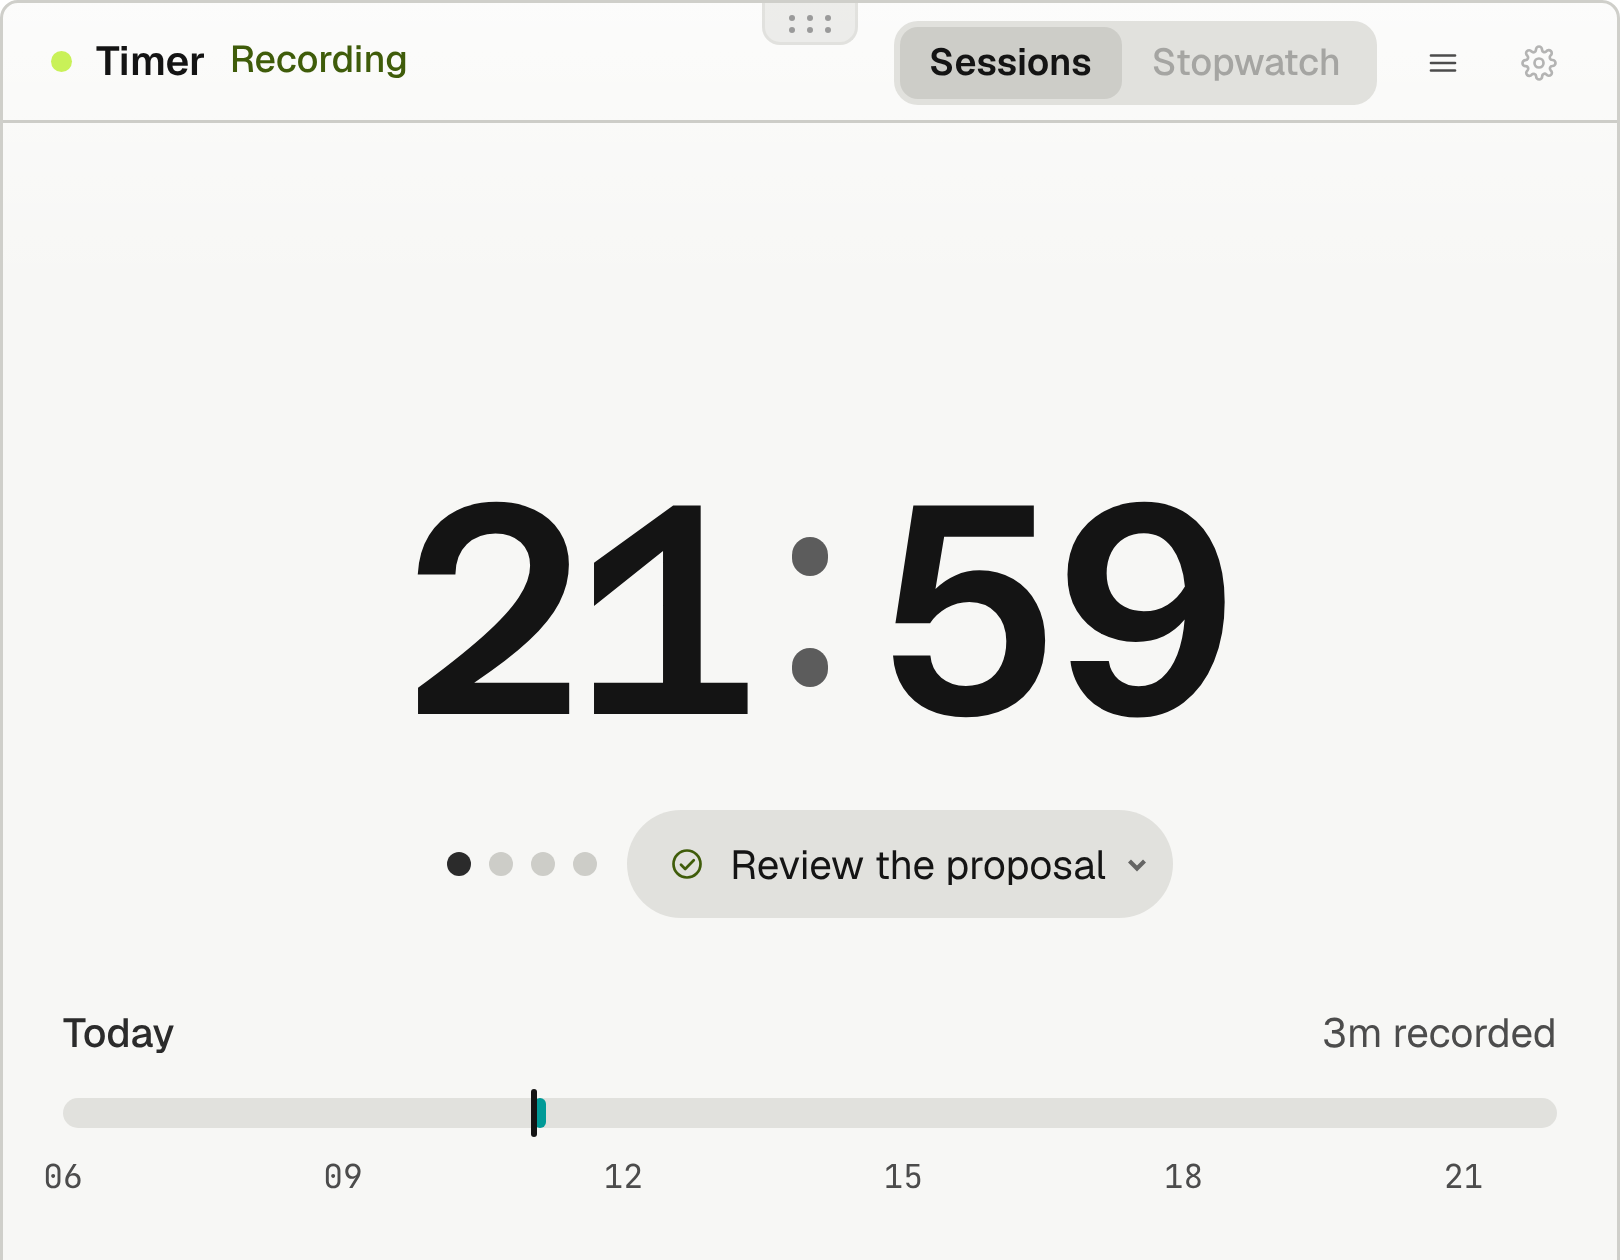 Timer Recording Sessions Stopwatch
21:59
Review the proposal
Today 3m recorded
06 09 12 15 18 21